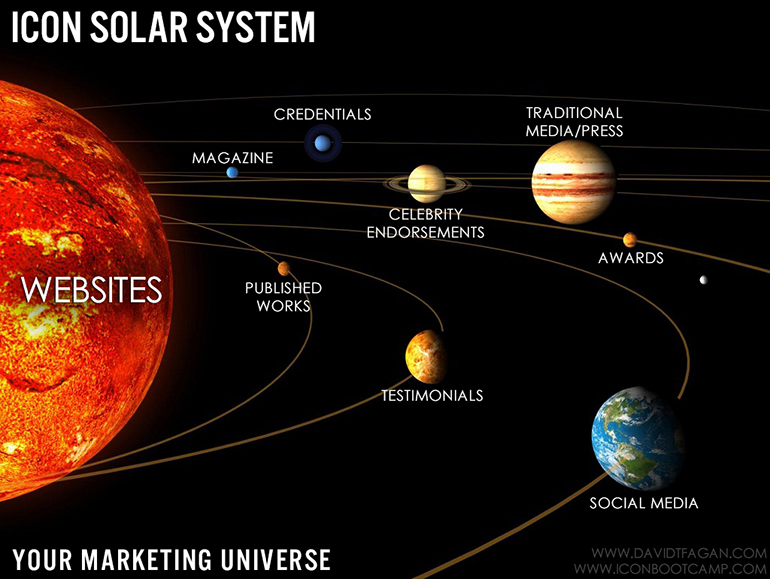 ICON SOLAR SYSTEM
CREDENTIALS
TRADITIONAL
MEDIA/PRESS
MAGAZINE
CELEBRITY
ENDORSEMENTS
AWARDS
WEBSITES
PUBLISHED
WORKS
TESTIMONIALS
SOCIAL MEDIA
YOUR MARKETING UNIVERSE
WWW.DAVIDTFAGAN.COM
WWW.ICONBOOTCAMP.COM